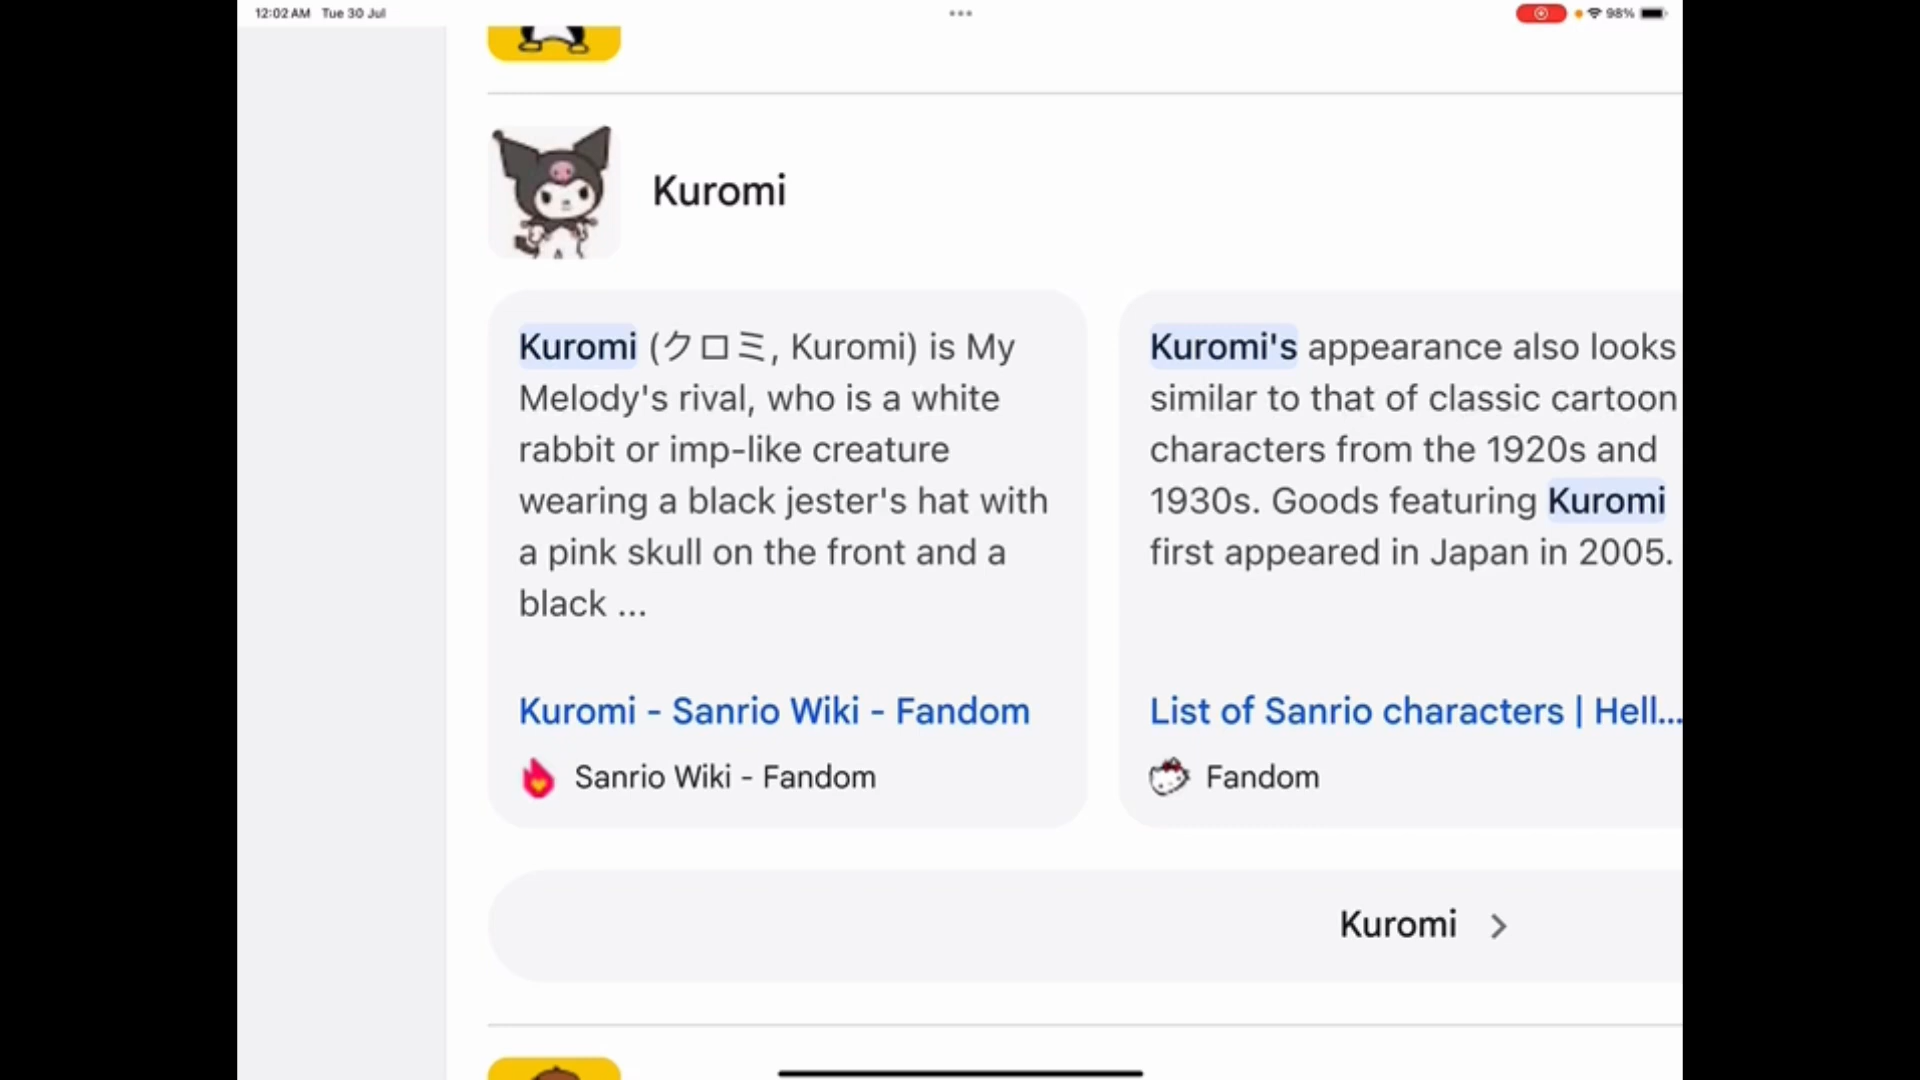 12:02 AM Tue 30 Jul
98%
Kuromi
Kuromi (クロミ, Kuromi) is My
Melody's rival, who is a white
rabbit or imp-like creature
wearing a black jester's hat with
a pink skull on the front and a
black ...
Kuromi - Sanrio Wiki - Fandom
Sanrio Wiki - Fandom
Kuromi's appearance also looks
similar to that of classic cartoon
characters from the 1920s and
1930s. Goods featuring Kuromi
first appeared in Japan in 2005.
List of Sanrio characters | Hell...
Fandom
Kuromi